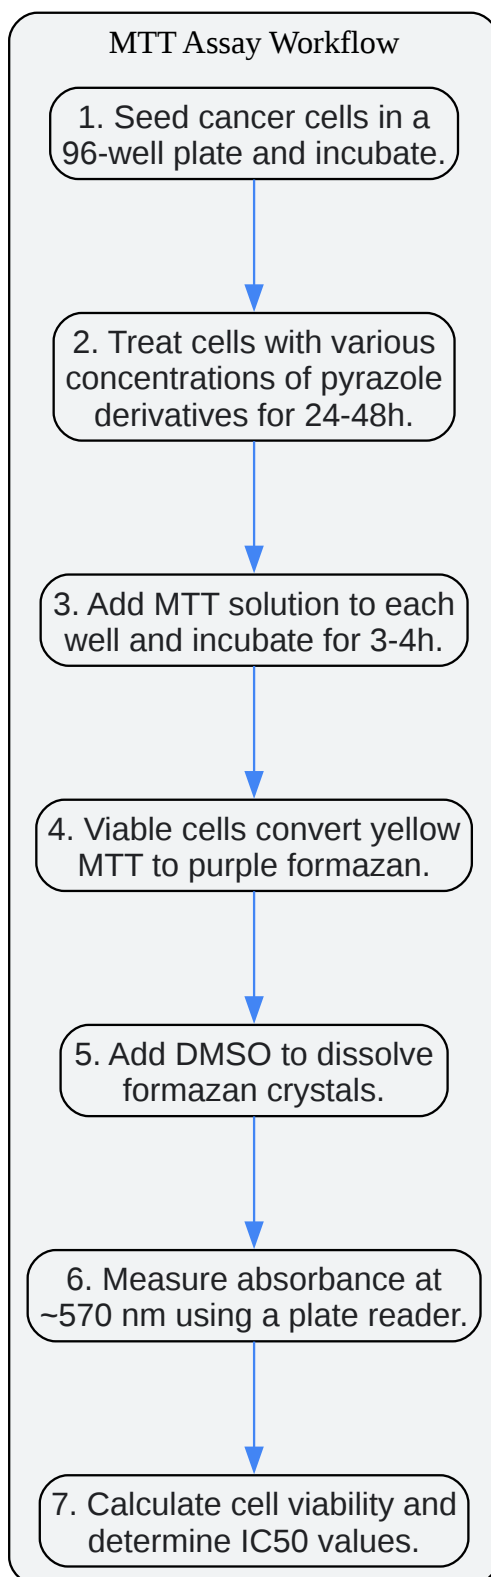 MTT Assay Workflow
1. Seed cancer cells in a
96-well plate and incubate.
2. Treat cells with various
concentrations of pyrazole
derivatives for 24-48h.
3. Add MTT solution to each
well and incubate for 3-4h.
4. Viable cells convert yellow
MTT to purple formazan.
5. Add DMSO to dissolve
formazan crystals.
6. Measure absorbance at
~570 nm using a plate reader.
7. Calculate cell viability and
determine IC50 values.